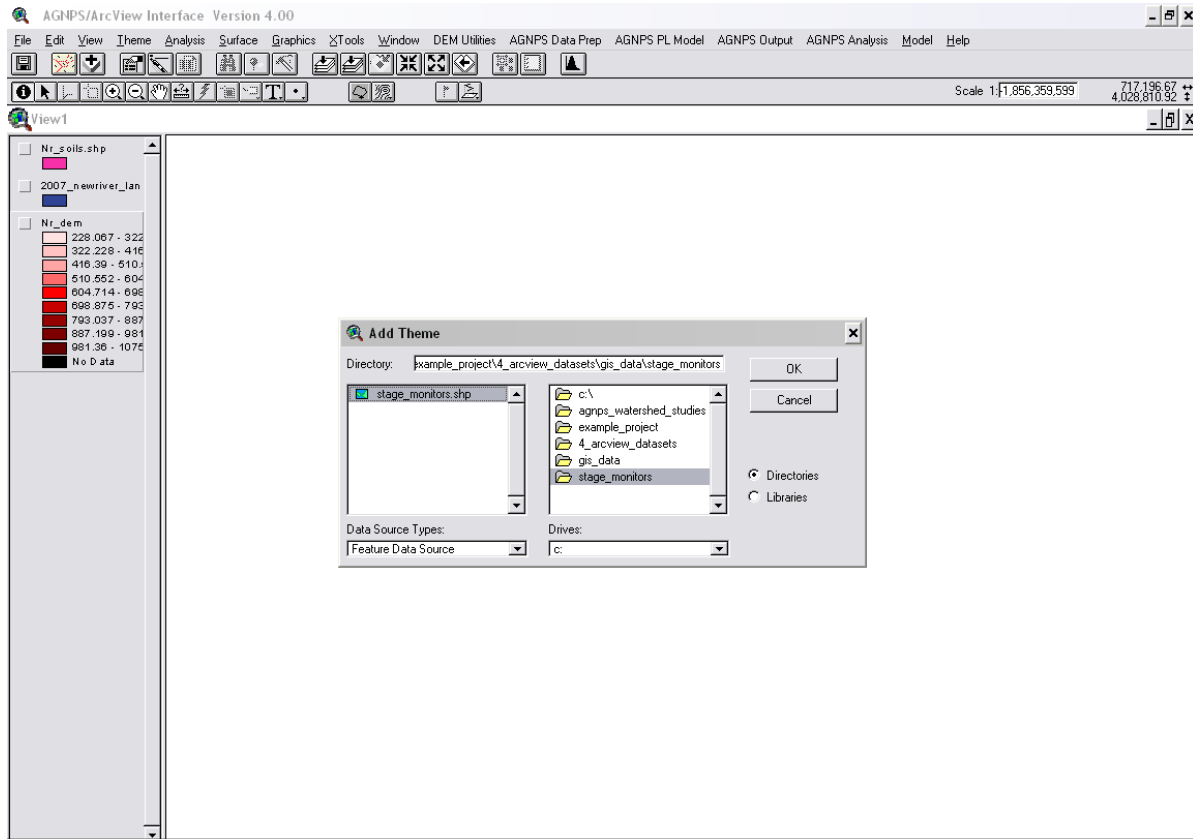 AGNPS/ArcView Interface Version 4.00
File Edit View Theme Analysis Surface Graphics XTools Window DEM Utilities AGNPS Data Prep AGNPS PL Model AGNPS Output AGNPS Analysis Model Help
Scale 1: -1,856,359,599
717,196.67
4,028,810.92
View1
Nr_soils.shp
2007_newriver_lan
Nr_dem
228.067 - 322
322.228 - 416
416.39 - 510.
510.552 - 604
604.714 - 698
698.875 - 793
793.037 - 887
887.199 - 981
981.36 - 1075
No Data
Add Theme
Directory: example_project\4_arcview_datasets\gis_data\stage_monitors
OK
Cancel
stage_monitors.shp
c:\
agnps_watershed_studies
example_project
4_arcview_datasets
gis_data
stage_monitors
Directories
Libraries
Data Source Types:
Feature Data Source
Drives:
c: